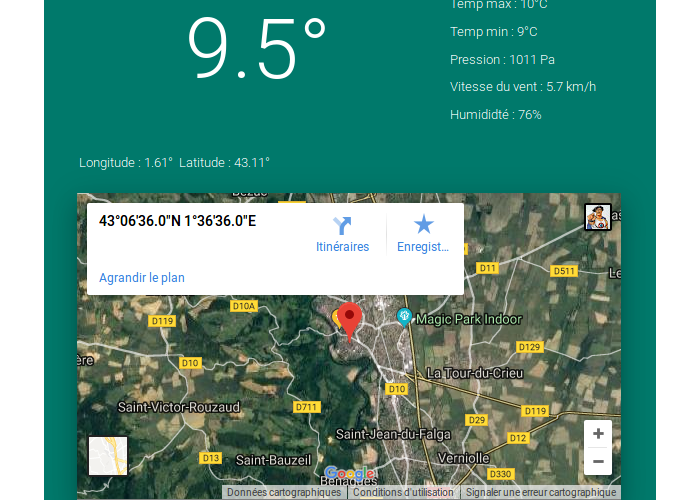 Temp max : 10°C
9.5°
Temp min : 9°C
Pression : 1011 Pa
Vitesse du vent : 5.7 km/h
Humididté : 76%
Longitude : 1.61° Latitude : 43.11°
43°06'36.0"N 1°36'36.0"E
Itinéraires
Enregist...
Agrandir le plan
D11
D511
D10A
D119
Magic Park Indoor
D129
D10
La Tour-du-Crieu
D10
Saint-Victor-Rouzaud
D711
D119
D29
Saint-Jean-du-Falga
D12
D13
Saint-Bauzeil
Verniolle
Google
D330
Benagues
Données cartographiques
Conditions d'utilisation
Signaler une erreur cartographique